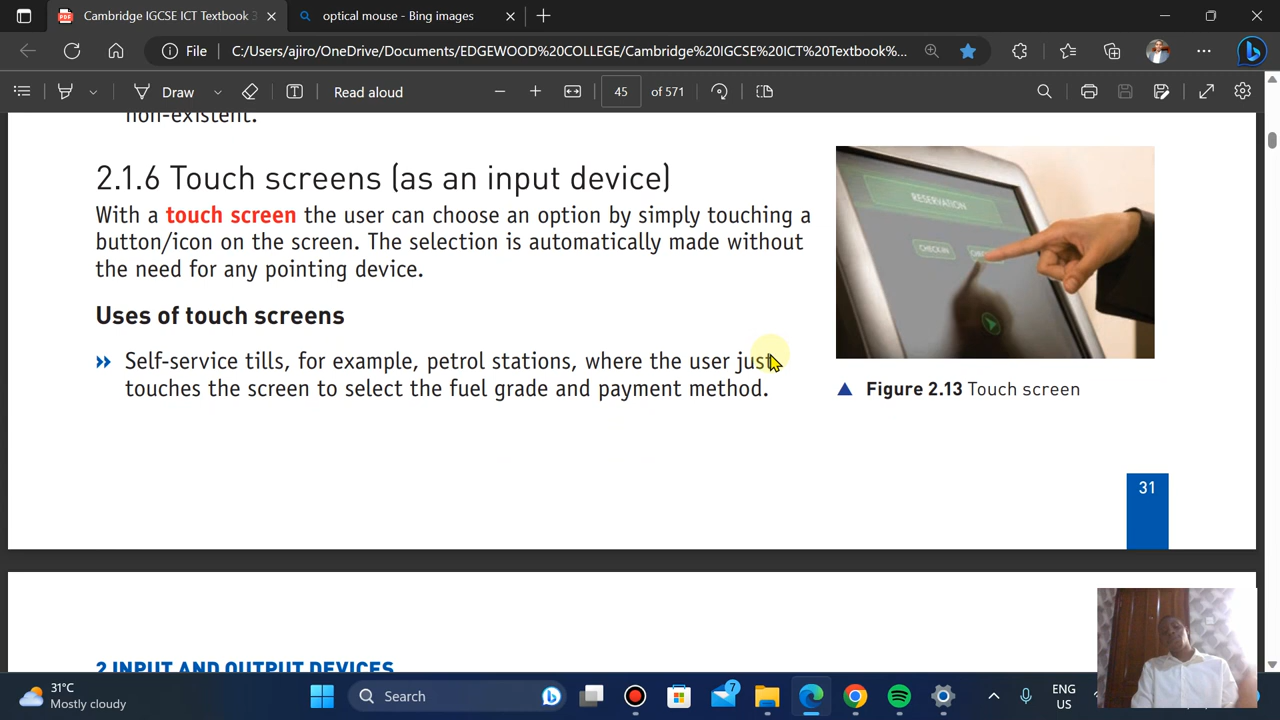 Cambridge IGCSE ICT Textbook 3
optical mouse - Bing images
File
C:/Users/ajiro/OneDrive/Documents/EDGEWOOD%20COLLEGE/Cambridge%20IGCSE%20ICT%20Textbook%...
Draw
Read aloud
45
of 571
non-existent.
2.1.6 Touch screens (as an input device)
With a touch screen the user can choose an option by simply touching a
button/icon on the screen. The selection is automatically made without
the need for any pointing device.
RESERVATION
CHECK IN
Uses of touch screens
Self-service tills, for example, petrol stations, where the user just
touches the screen to select the fuel grade and payment method.
Figure 2.13 Touch screen
31
2 INPUT AND OUTPUT DEVICES
31°C
Mostly cloudy
Search
7
ENG
US